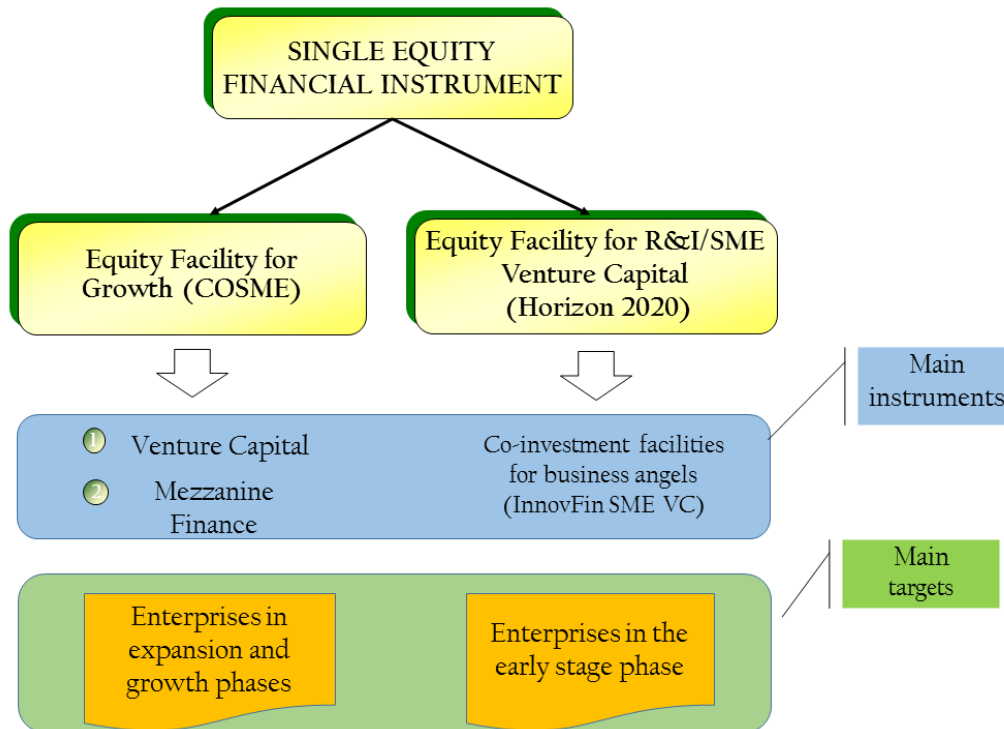 SINGLE EQUITY
FINANCIAL INSTRUMENT
Equity Facility for
Growth (COSME)
Equity Facility for R&I/SME
Venture Capital
(Horizon 2020)
Main
instruments
1 Venture Capital
2 Mezzanine
Finance
Co-investment facilities
for business angels
(InnovFin SME VC)
Main
targets
Enterprises in
expansion and
growth phases
Enterprises in the
early stage phase